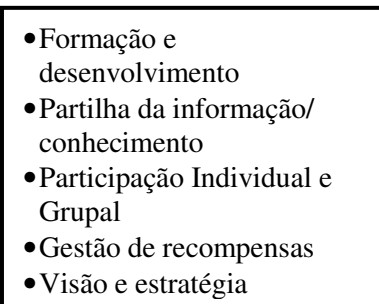 •Formação e
desenvolvimento
•Partilha da informação/
conhecimento
•Participação Individual e
Grupal
•Gestão de recompensas
•Visão e estratégia